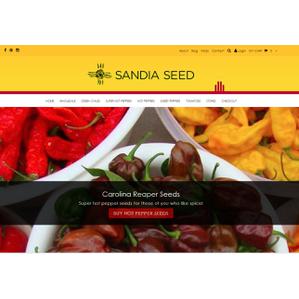 About Blog FAQs Contact Login MY CART
SANDIA SEED
HOME WHOLESALE GREEN CHILES SUPER HOT PEPPER HOT PEPPERS SWEET PEPPERS TOMATOES STORE CHECKOUT
Carolina Reaper Seeds
Super hot pepper seeds for those of you who like spice!
BUY HOT PEPPER SEEDS